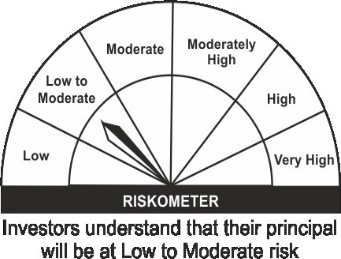 Moderate
Moderately
High
Low to
Moderate
High
Low
Very High
RISKOMETER
Investors understand that their principal
will be at Low to Moderate risk